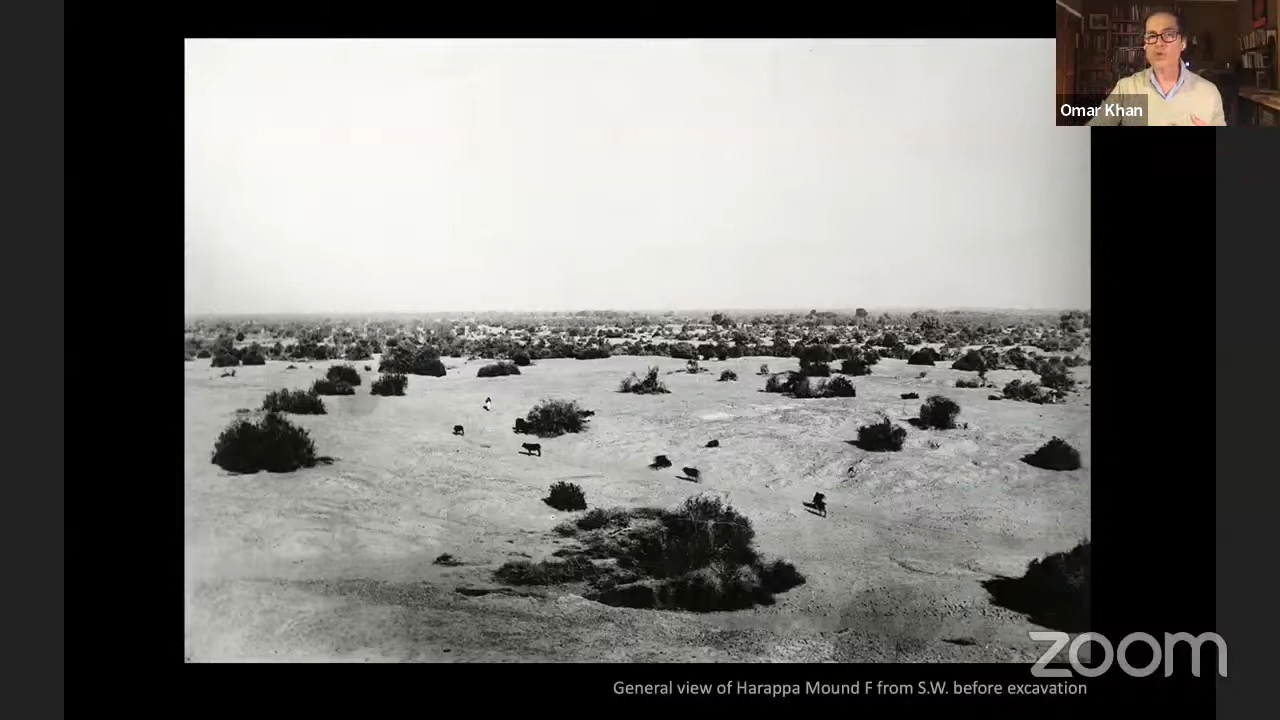 Omar Khan
zoom
General view of Harappa Mound F from S.W. before excavation